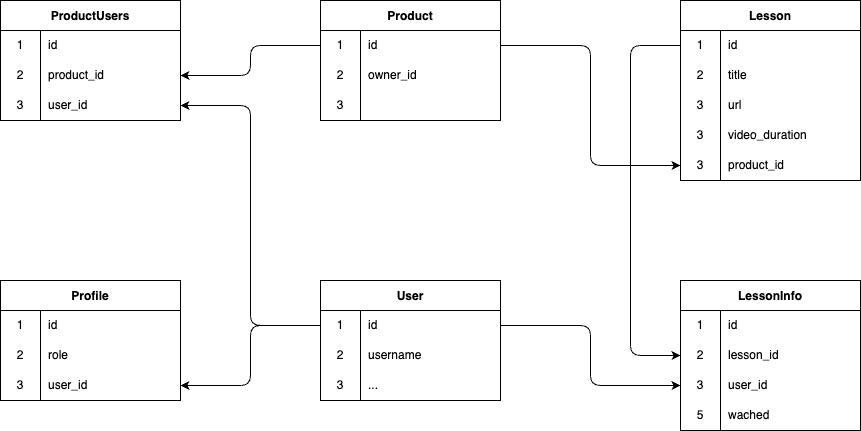 ProductUsers
1 id
2 product_id
3 user_id
Product
1 id
2 owner_id
3
Lesson
1 id
2 title
3 url
3 video_duration
3 product_id
Profile
1 id
2 role
3 user_id
User
1 id
2 username
3 ...
LessonInfo
1 id
2 lesson_id
3 user_id
5 wached